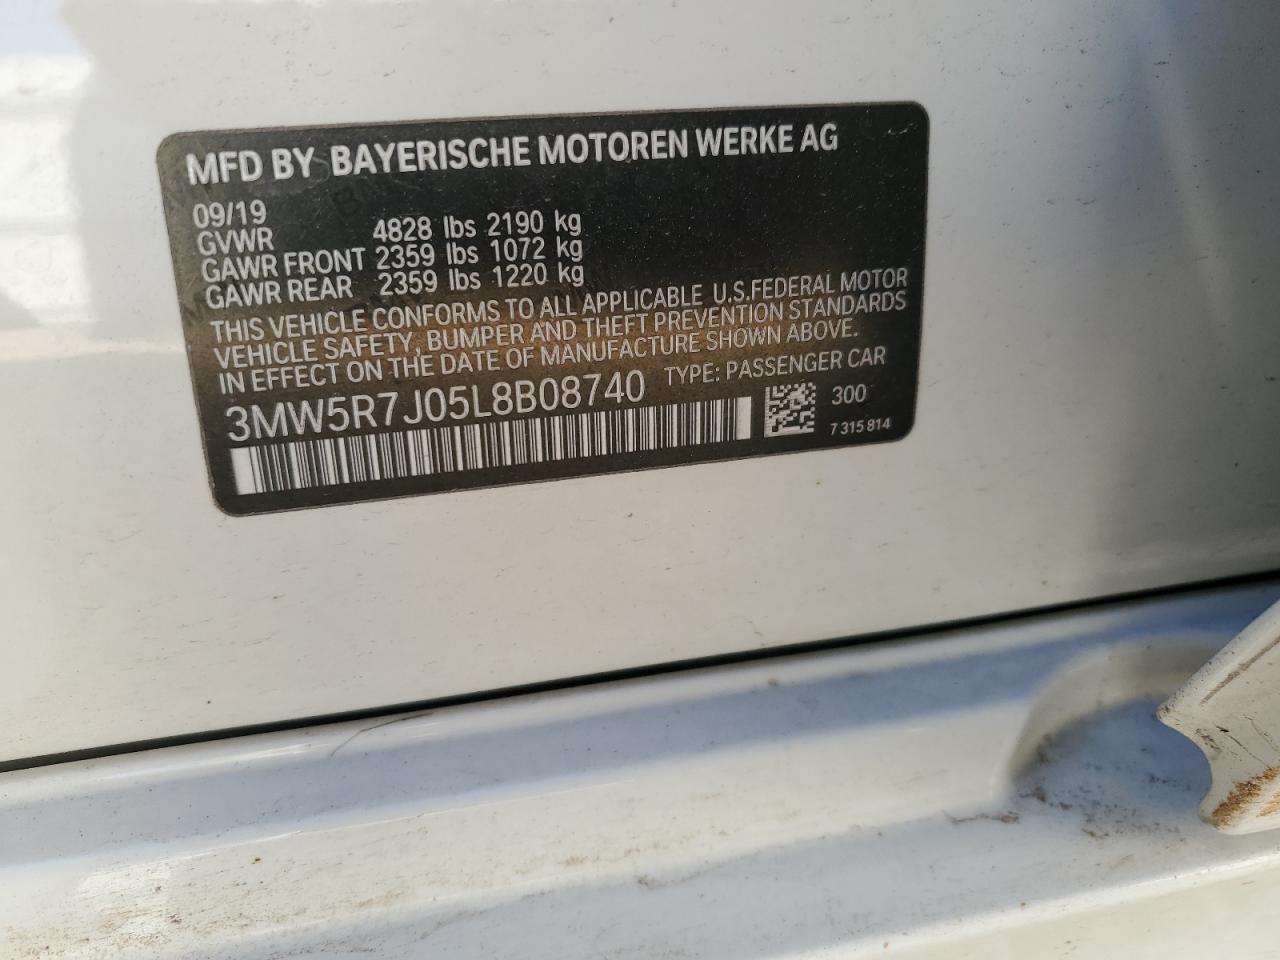 MFD BY BAYERISCHE MOTOREN WERKE AG
09/19
GVWR 4828 lbs 2190 kg
GAWR FRONT 2359 lbs 1072 kg
GAWR REAR 2359 lbs 1220 kg
THIS VEHICLE CONFORMS TO ALL APPLICABLE U.S.FEDERAL MOTOR
VEHICLE SAFETY, BUMPER AND THEFT PREVENTION STANDARDS
IN EFFECT ON THE DATE OF MANUFACTURE SHOWN ABOVE.
3MW5R7J05L8B08740 TYPE: PASSENGER CAR
300
7 315 814